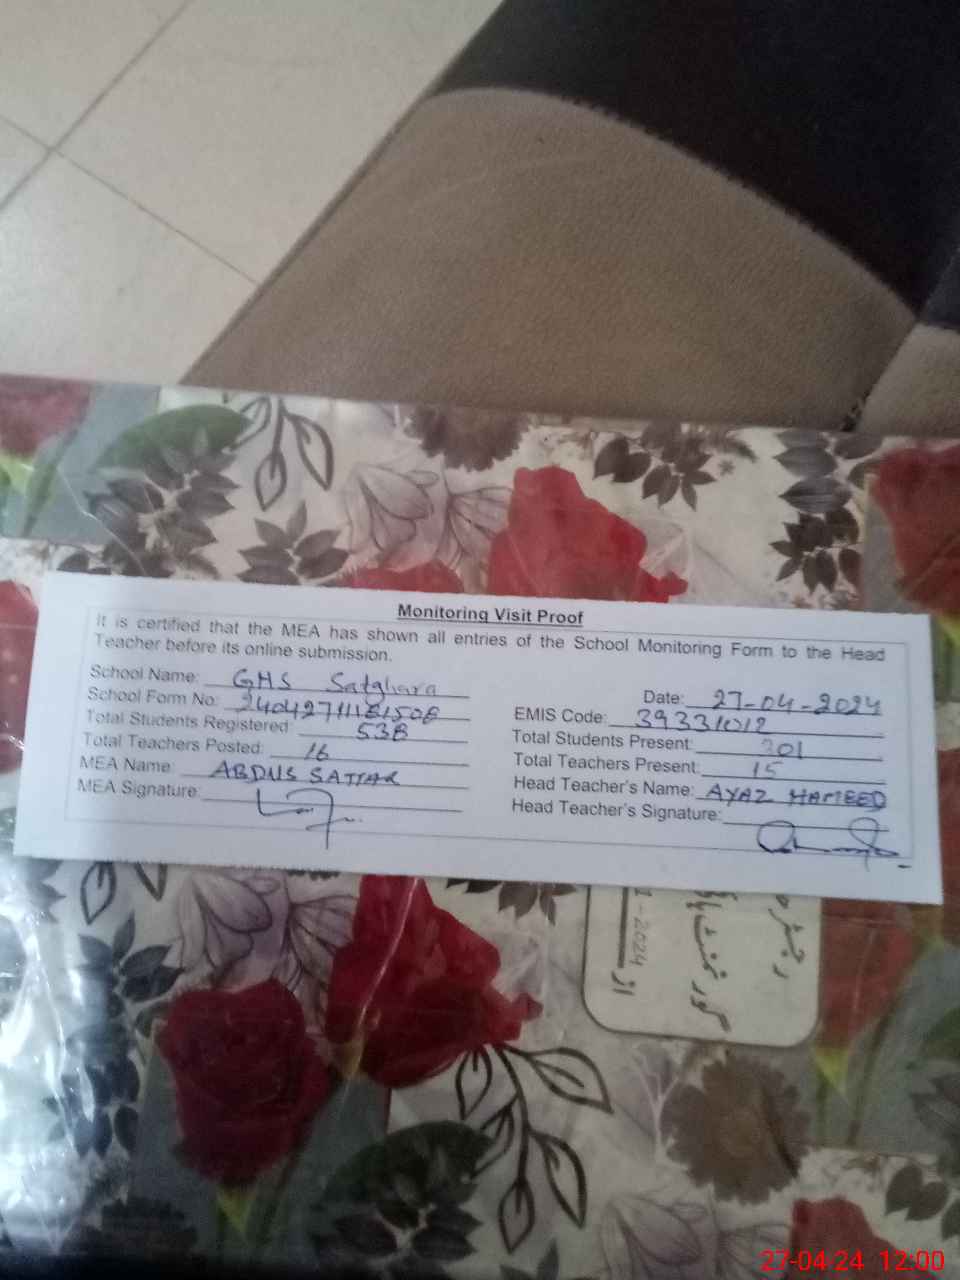 Monitoring Visit Proof
It is certified that the MEA has shown all entries of the School Monitoring Form to the Head
Teacher before its online submission.
School Name: GHS Satghara
Date: 27-04-2024
School Form No:
EMIS Code: 39331012
Total Students Registered: 538
Total Students Present: 301
Total Teachers Posted: 16
Total Teachers Present: 15
MEA Name: ABDUS SATTAR
Head Teacher's Name: AYAZ HAMEED
MEA Signature:
Head Teacher's Signature:
2024
از
27-04-24 12:00